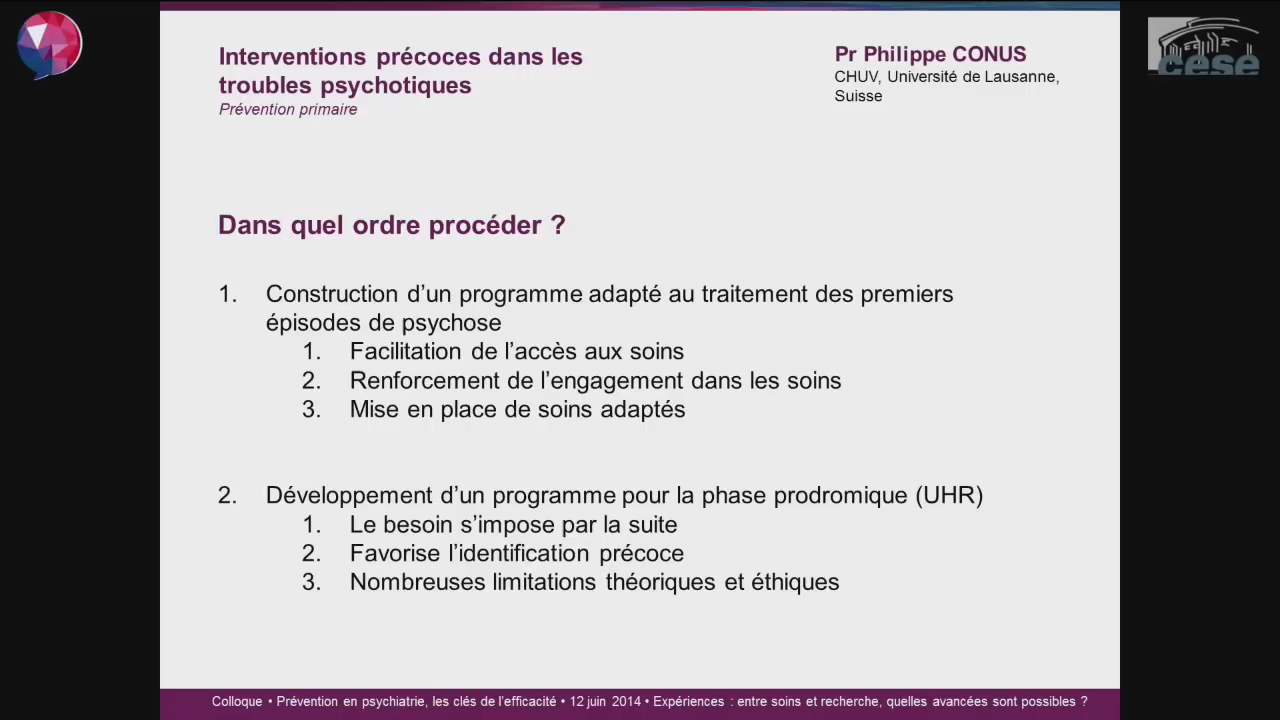 Interventions précoces dans les
troubles psychotiques
Prévention primaire
Pr Philippe CONUS
CHUV, Université de Lausanne,
Suisse
cese
Dans quel ordre procéder ?
1. Construction d’un programme adapté au traitement des premiers
épisodes de psychose
1. Facilitation de l’accès aux soins
2. Renforcement de l’engagement dans les soins
3. Mise en place de soins adaptés
2. Développement d’un programme pour la phase prodromique (UHR)
1. Le besoin s’impose par la suite
2. Favorise l’identification précoce
3. Nombreuses limitations théoriques et éthiques
Colloque • Prévention en psychiatrie, les clés de l’efficacité • 12 juin 2014 • Expériences : entre soins et recherche, quelles avancées sont possibles ?